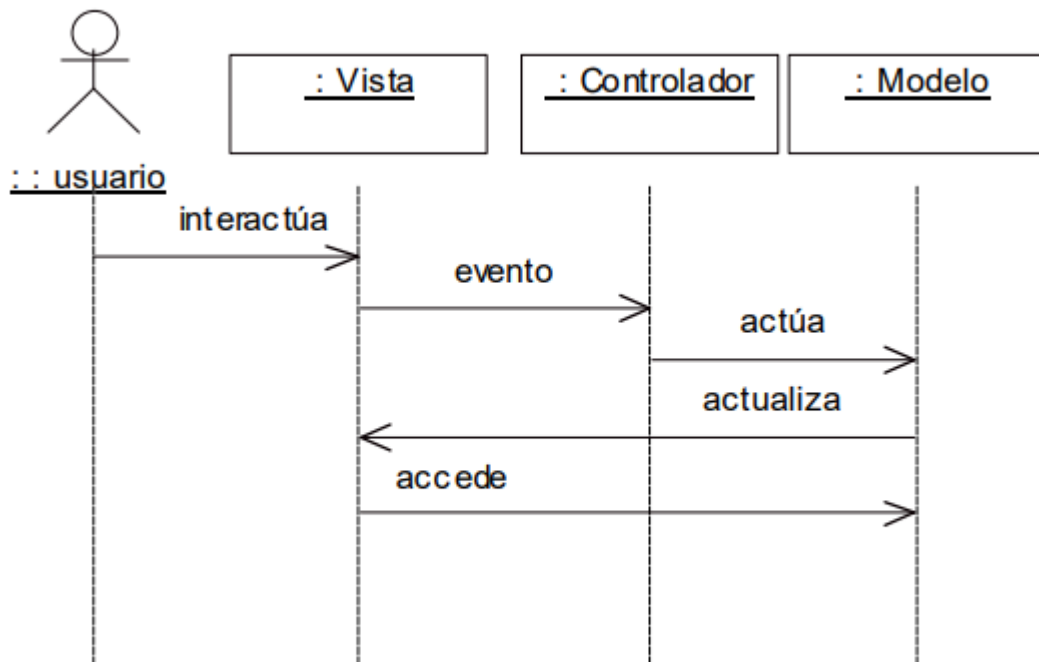 : Vista
: Controlador
: Modelo
: : usuario
interactúa
evento
actúa
actualiza
accede